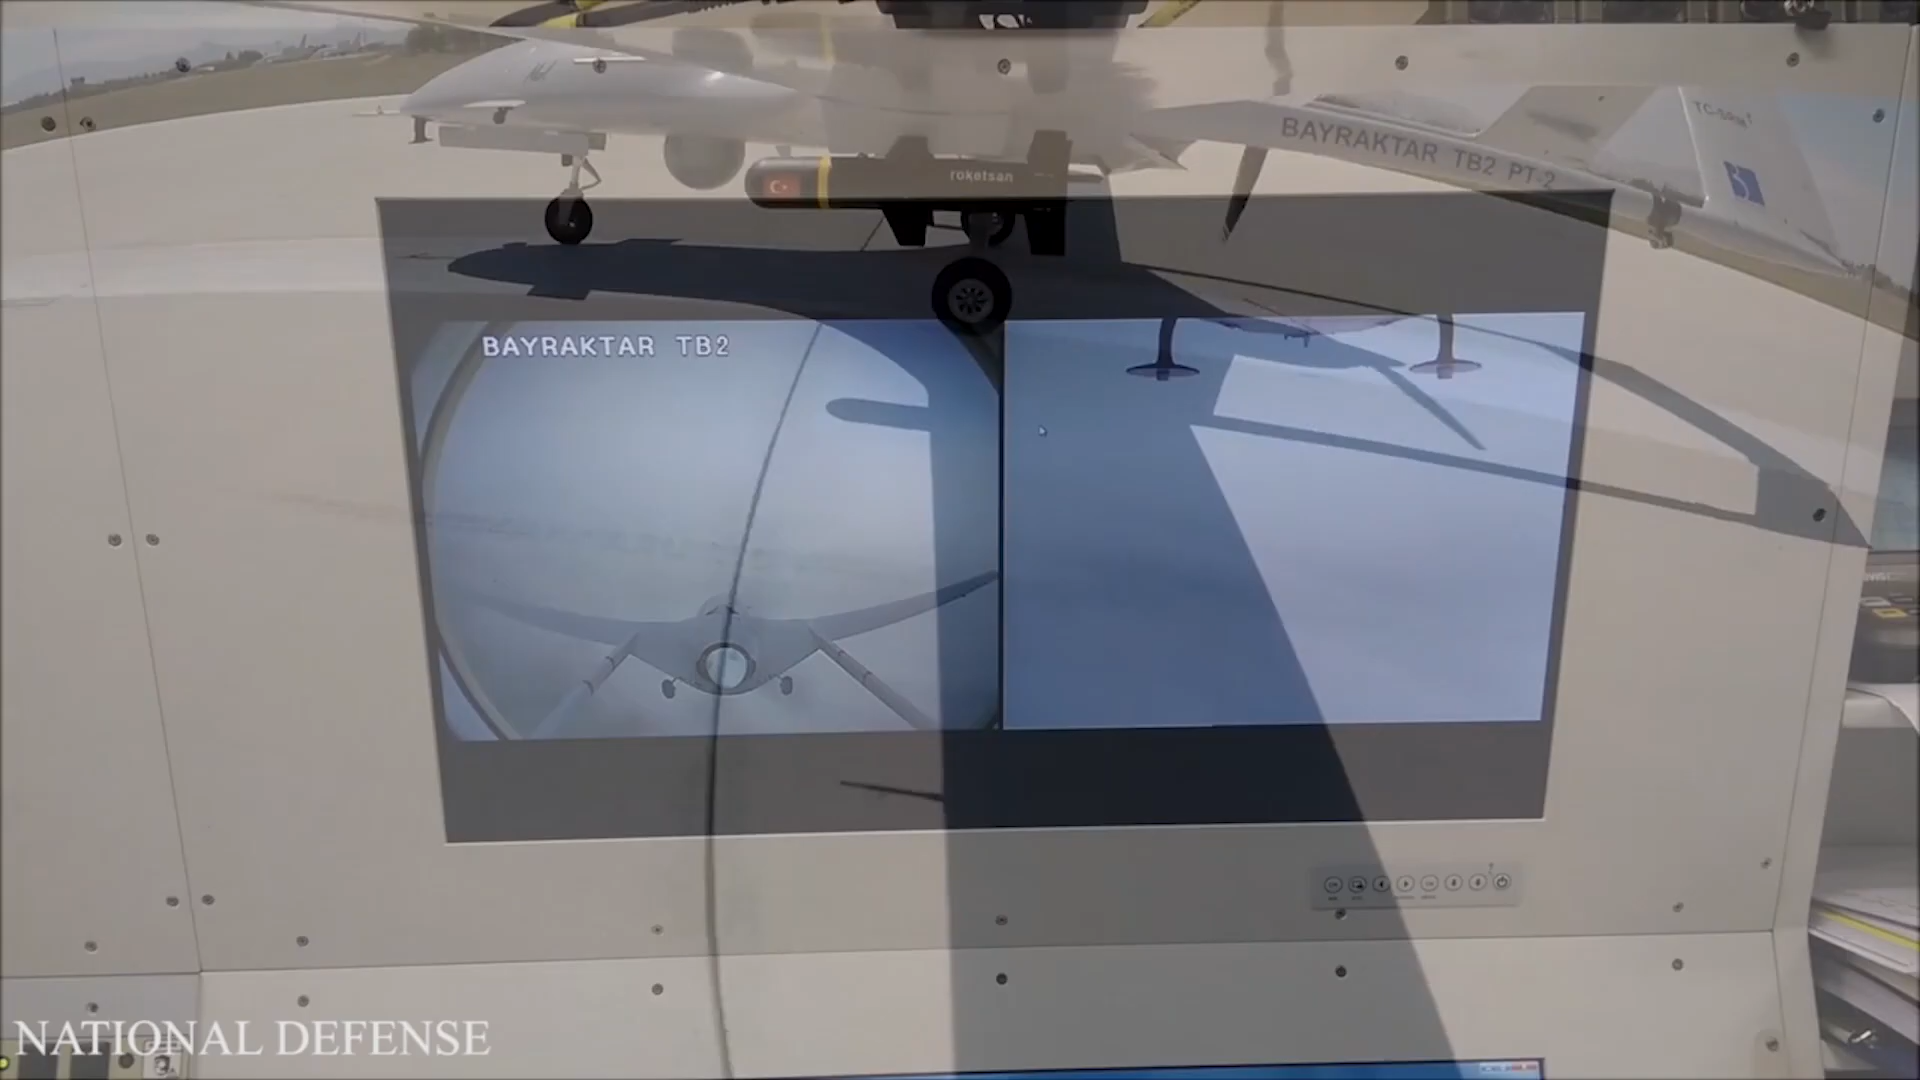 roketsan
BAYRAKTAR TB2 PT-2
BAYRAKTAR TB2
NATIONAL DEFENSE